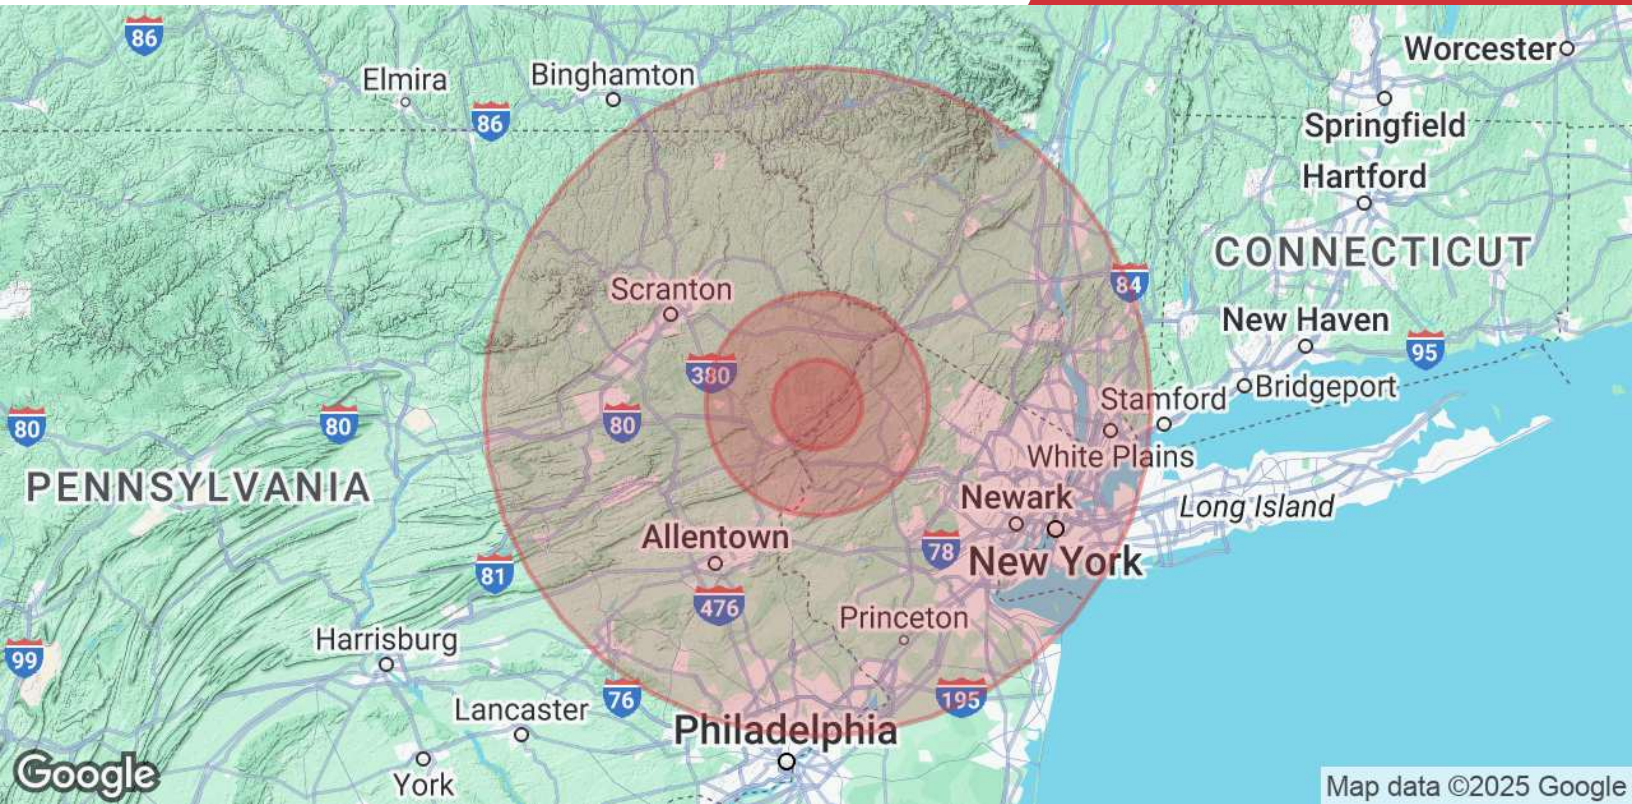 86
Worcester
Elmira
Binghamton
86
Springfield
Hartford
CONNECTICUT
Scranton
84
New Haven
95
380
Bridgeport
Stamford
80
80
80
White Plains
PENNSYLVANIA
Newark
Long Island
Allentown
78
New York
81
476
Princeton
Harrisburg
99
76
195
Lancaster
Philadelphia
Google
York
Map data ©2025 Google